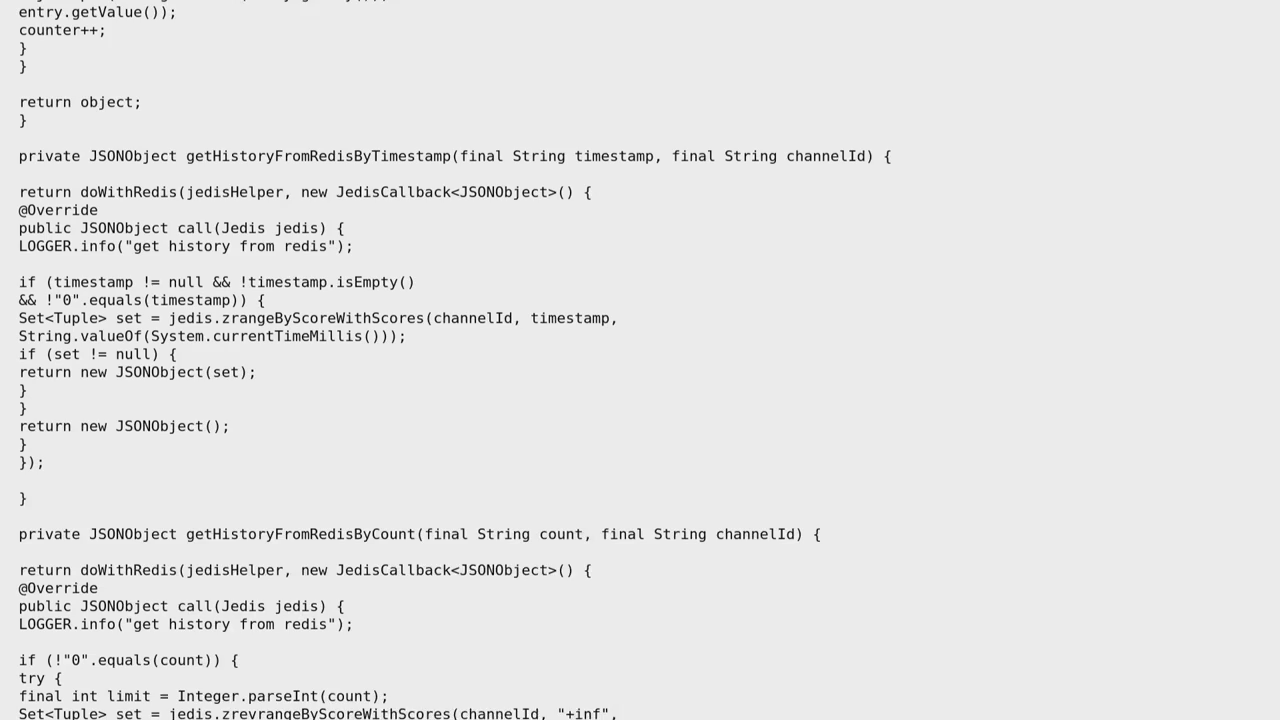 entry.getValue());
counter++;
}
}
return object;
}
private JSONObject getHistoryFromRedisByTimestamp(final String timestamp, final String channelId) {
return doWithRedis(jedisHelper, new JedisCallback<JSONObject>() {
@Override
public JSONObject call(Jedis jedis) {
LOGGER.info("get history from redis");
if (timestamp != null && !timestamp.isEmpty()
&& !"0".equals(timestamp)) {
Set<Tuple> set = jedis.zrangeByScoreWithScores(channelId, timestamp,
String.valueOf(System.currentTimeMillis()));
if (set != null) {
return new JSONObject(set);
}
}
return new JSONObject();
}
});
}
private JSONObject getHistoryFromRedisByCount(final String count, final String channelId) {
return doWithRedis(jedisHelper, new JedisCallback<JSONObject>() {
@Override
public JSONObject call(Jedis jedis) {
LOGGER.info("get history from redis");
if (!"0".equals(count)) {
try {
final int limit = Integer.parseInt(count);
Set<Tuple> set = jedis.zrevrangeByScoreWithScores(channelId, "+inf",